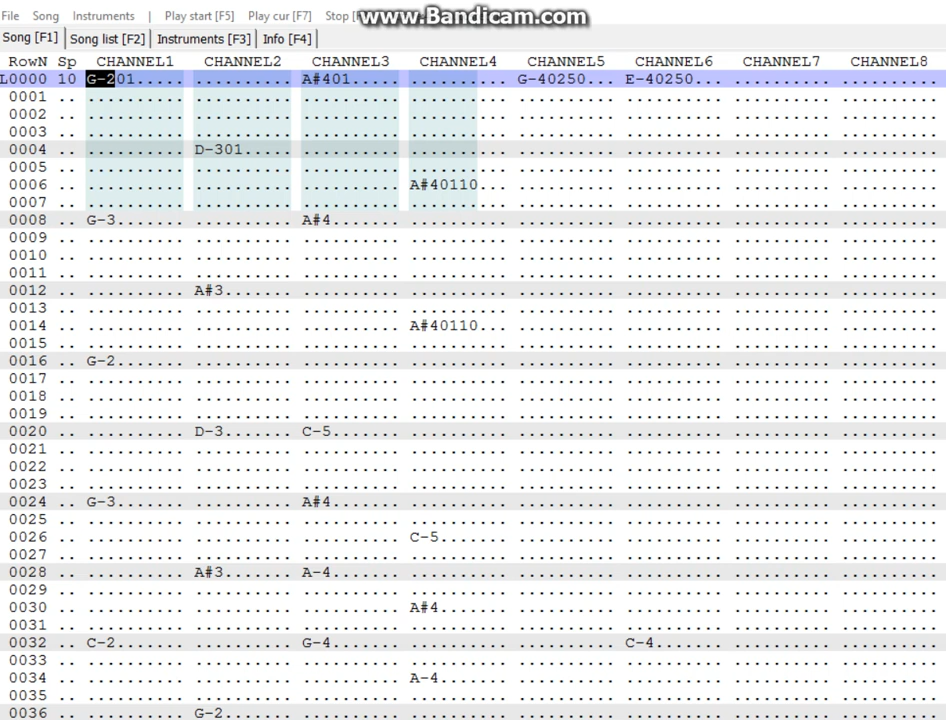 www.Bandicam.com
File Song Instruments | Play start [F5] Play cur [F7] Stop [F
Song [F1] Song list [F2] Instruments [F3] Info [F4]
RowN Sp CHANNEL1 CHANNEL2 CHANNEL3 CHANNEL4 CHANNEL5 CHANNEL6 CHANNEL7 CHANNEL8
L0000 10 G-201..... .......... A#401..... .......... G-40250... E-40250... .......... ..........
0001 .. .......... .......... .......... .......... .......... .......... .......... ..........
0002 .. .......... .......... .......... .......... .......... .......... .......... ..........
0003 .. .......... .......... .......... .......... .......... .......... .......... ..........
0004 .. .......... D-301..... .......... .......... .......... .......... .......... ..........
0005 .. .......... .......... .......... .......... .......... .......... .......... ..........
0006 .. .......... .......... .......... A#40110... .......... .......... .......... ..........
0007 .. .......... .......... .......... .......... .......... .......... .......... ..........
0008 .. G-3....... .......... A#4....... .......... .......... .......... .......... ..........
0009 .. .......... .......... .......... .......... .......... .......... .......... ..........
0010 .. .......... .......... .......... .......... .......... .......... .......... ..........
0011 .. .......... .......... .......... .......... .......... .......... .......... ..........
0012 .. .......... A#3....... .......... .......... .......... .......... .......... ..........
0013 .. .......... .......... .......... .......... .......... .......... .......... ..........
0014 .. .......... .......... .......... A#40110... .......... .......... .......... ..........
0015 .. .......... .......... .......... .......... .......... .......... .......... ..........
0016 .. G-2....... .......... .......... .......... .......... .......... .......... ..........
0017 .. .......... .......... .......... .......... .......... .......... .......... ..........
0018 .. .......... .......... .......... .......... .......... .......... .......... ..........
0019 .. .......... .......... .......... .......... .......... .......... .......... ..........
0020 .. .......... D-3....... C-5....... .......... .......... .......... .......... ..........
0021 .. .......... .......... .......... .......... .......... .......... .......... ..........
0022 .. .......... .......... .......... .......... .......... .......... .......... ..........
0023 .. .......... .......... .......... .......... .......... .......... .......... ..........
0024 .. G-3....... .......... A#4....... .......... .......... .......... .......... ..........
0025 .. .......... .......... .......... .......... .......... .......... .......... ..........
0026 .. .......... .......... .......... C-5....... .......... .......... .......... ..........
0027 .. .......... .......... .......... .......... .......... .......... .......... ..........
0028 .. .......... A#3....... A-4....... .......... .......... .......... .......... ..........
0029 .. .......... .......... .......... .......... .......... .......... .......... ..........
0030 .. .......... .......... .......... A#4....... .......... .......... .......... ..........
0031 .. .......... .......... .......... .......... .......... .......... .......... ..........
0032 .. C-2....... .......... G-4....... .......... .......... C-4....... .......... ..........
0033 .. .......... .......... .......... .......... .......... .......... .......... ..........
0034 .. .......... .......... .......... A-4....... .......... .......... .......... ..........
0035 .. .......... .......... .......... .......... .......... .......... .......... ..........
0036 .. .......... G-2....... .......... .......... .......... .......... .......... ..........